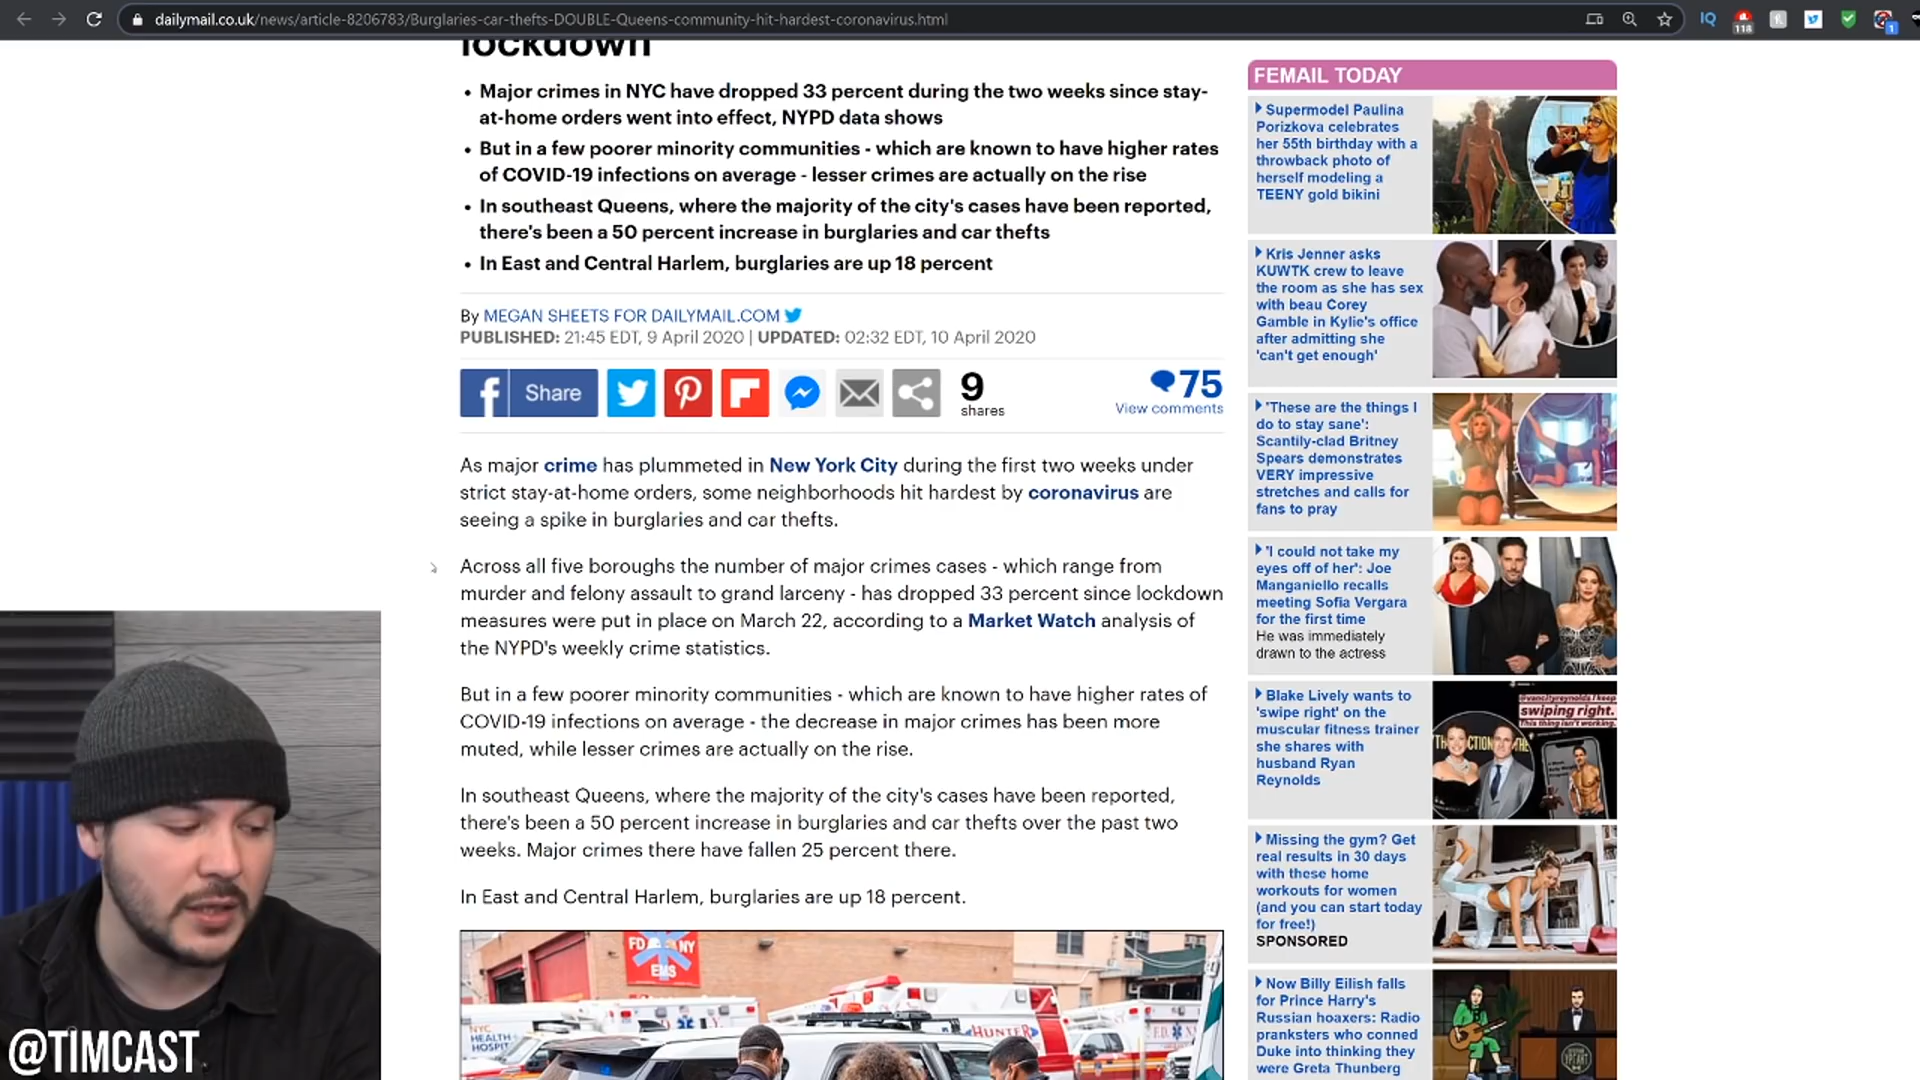 dailymail.co.uk/news/article-8206783/Burglaries-car-thefts-DOUBLE-Queens-community-hit-hardest-coronavirus.html
IQ
118
1
lockdown
• Major crimes in NYC have dropped 33 percent during the two weeks since stay-
at-home orders went into effect, NYPD data shows
• But in a few poorer minority communities - which are known to have higher rates
of COVID-19 infections on average - lesser crimes are actually on the rise
• In southeast Queens, where the majority of the city's cases have been reported,
there's been a 50 percent increase in burglaries and car thefts
• In East and Central Harlem, burglaries are up 18 percent
By MEGAN SHEETS FOR DAILYMAIL.COM
PUBLISHED: 21:45 EDT, 9 April 2020 | UPDATED: 02:32 EDT, 10 April 2020
Share
9
shares
75
View comments
As major crime has plummeted in New York City during the first two weeks under
strict stay-at-home orders, some neighborhoods hit hardest by coronavirus are
seeing a spike in burglaries and car thefts.
Across all five boroughs the number of major crimes cases - which range from
murder and felony assault to grand larceny - has dropped 33 percent since lockdown
measures were put in place on March 22, according to a Market Watch analysis of
the NYPD's weekly crime statistics.
But in a few poorer minority communities - which are known to have higher rates of
COVID-19 infections on average - the decrease in major crimes has been more
muted, while lesser crimes are actually on the rise.
In southeast Queens, where the majority of the city's cases have been reported,
there's been a 50 percent increase in burglaries and car thefts over the past two
weeks. Major crimes there have fallen 25 percent there.
In East and Central Harlem, burglaries are up 18 percent.
FD NY
EMS
NYC
HEALTH
HOSPIT
HUNTER
F.D. N
FEMAIL TODAY
Supermodel Paulina
Porizkova celebrates
her 55th birthday with a
throwback photo of
herself modeling a
TEENY gold bikini
Kris Jenner asks
KUWTK crew to leave
the room as she has sex
with beau Corey
Gamble in Kylie's office
after admitting she
'can't get enough'
'These are the things I
do to stay sane':
Scantily-clad Britney
Spears demonstrates
VERY impressive
stretches and calls for
fans to pray
'I could not take my
eyes off of her': Joe
Manganiello recalls
meeting Sofia Vergara
for the first time
He was immediately
drawn to the actress
Blake Lively wants to
'swipe right' on the
muscular fitness trainer
she shares with
husband Ryan
Reynolds
@vancityreynolds I keep
swiping right.
This thing isn't working.
Missing the gym? Get
real results in 30 days
with these home
workouts for women
(and you can start today
for free!)
SPONSORED
Now Billy Eilish falls
for Prince Harry's
Russian hoaxers: Radio
pranksters who conned
Duke into thinking they
were Greta Thunberg
@TIMCAST